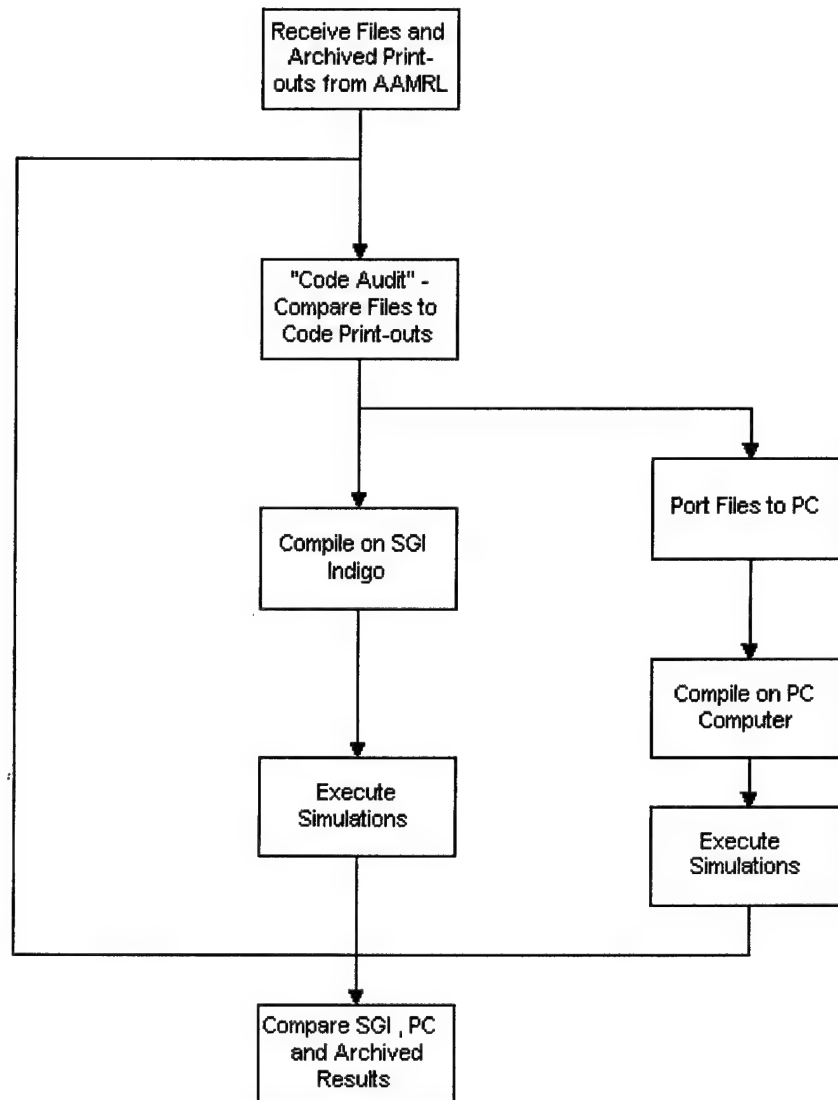 Receive Files and
Archived Print-
outs from AAMRL
"Code Audit" -
Compare Files to
Code Print-outs
Compile on SGI
Indigo
Port Files to PC
Compile on PC
Computer
Execute
Simulations
Execute
Simulations
Compare SGI , PC
and Archived
Results